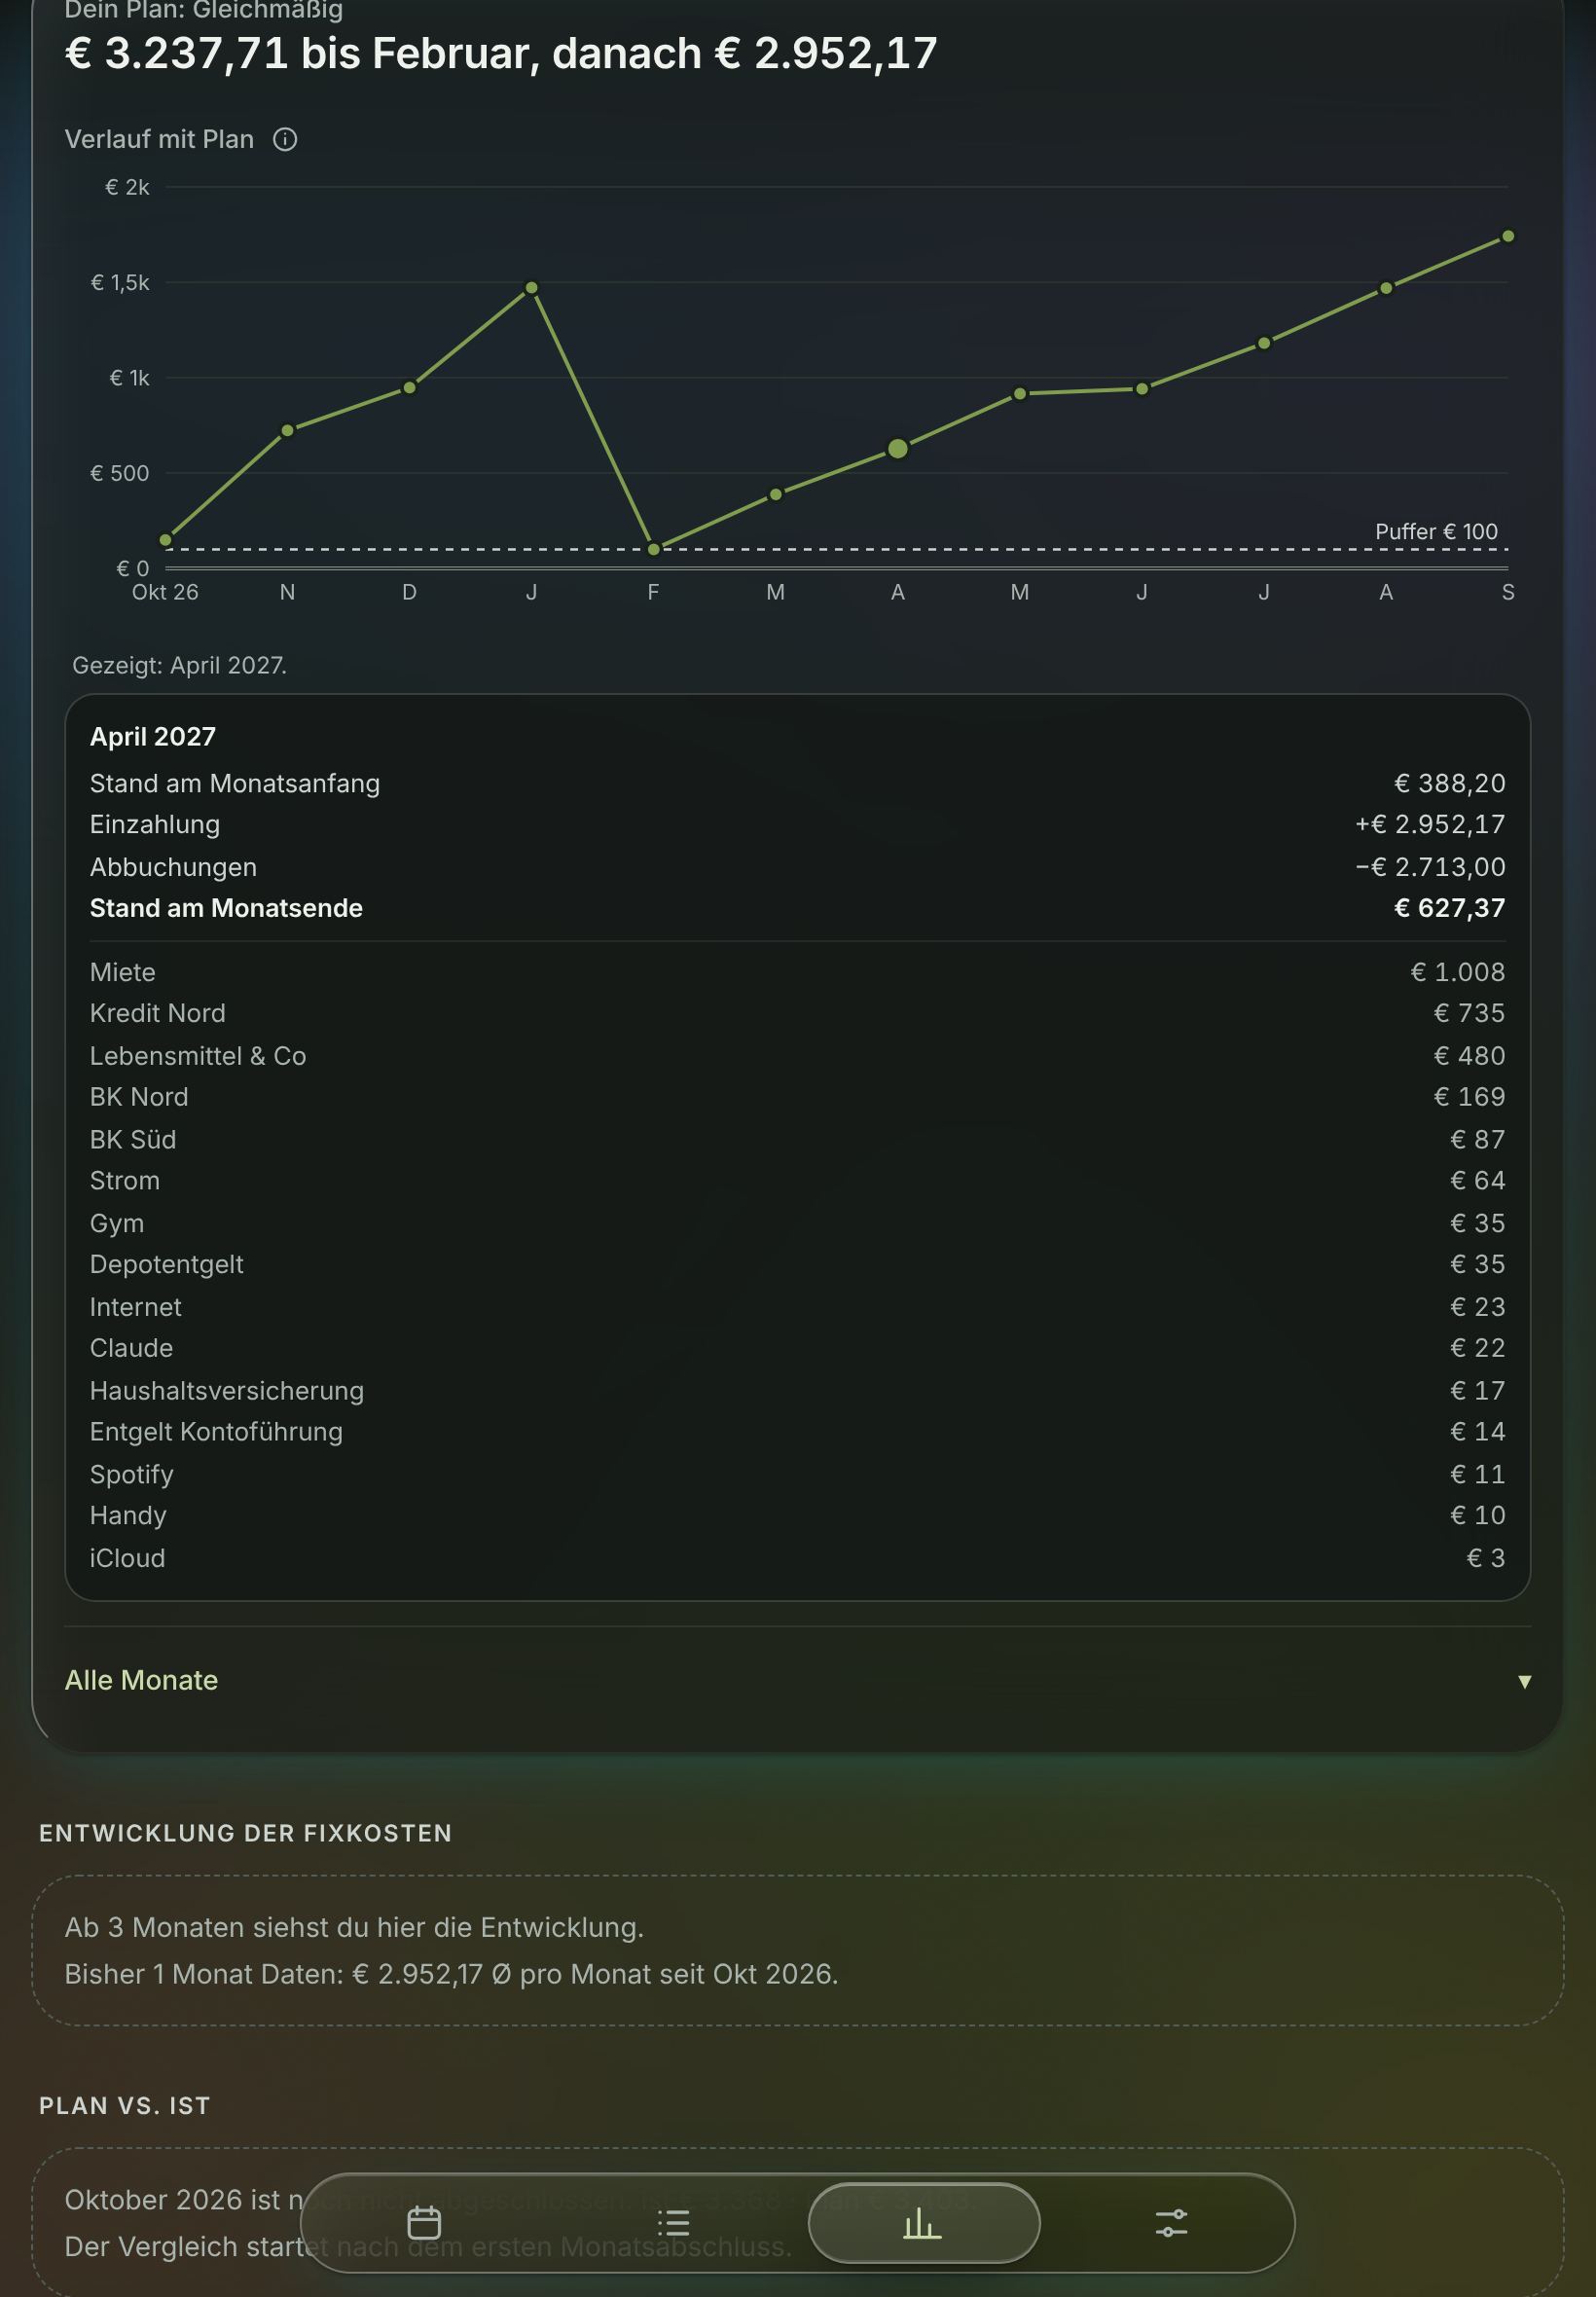 Dein Plan: Gleichmäßig
€ 3.237,71 bis Februar, danach € 2.952,17
Verlauf mit Plan
€ 2k
€ 1,5k
€ 1k
€ 500
Puffer € 100
€ 0
Okt 26 N D J F M A M J J A S
Gezeigt: April 2027.
April 2027
Stand am Monatsanfang € 388,20
Einzahlung +€ 2.952,17
Abbuchungen −€ 2.713,00
Stand am Monatsende € 627,37
Miete € 1.008
Kredit Nord € 735
Lebensmittel & Co € 480
BK Nord € 169
BK Süd € 87
Strom € 64
Gym € 35
Depotentgelt € 35
Internet € 23
Claude € 22
Haushaltsversicherung € 17
Entgelt Kontoführung € 14
Spotify € 11
Handy € 10
iCloud € 3
Alle Monate ▼
ENTWICKLUNG DER FIXKOSTEN
Ab 3 Monaten siehst du hier die Entwicklung.
Bisher 1 Monat Daten: € 2.952,17 Ø pro Monat seit Okt 2026.
PLAN VS. IST
Oktober 2026 ist noch nicht abgeschlossen
Der Vergleich startet nach dem ersten Monatsabschluss.